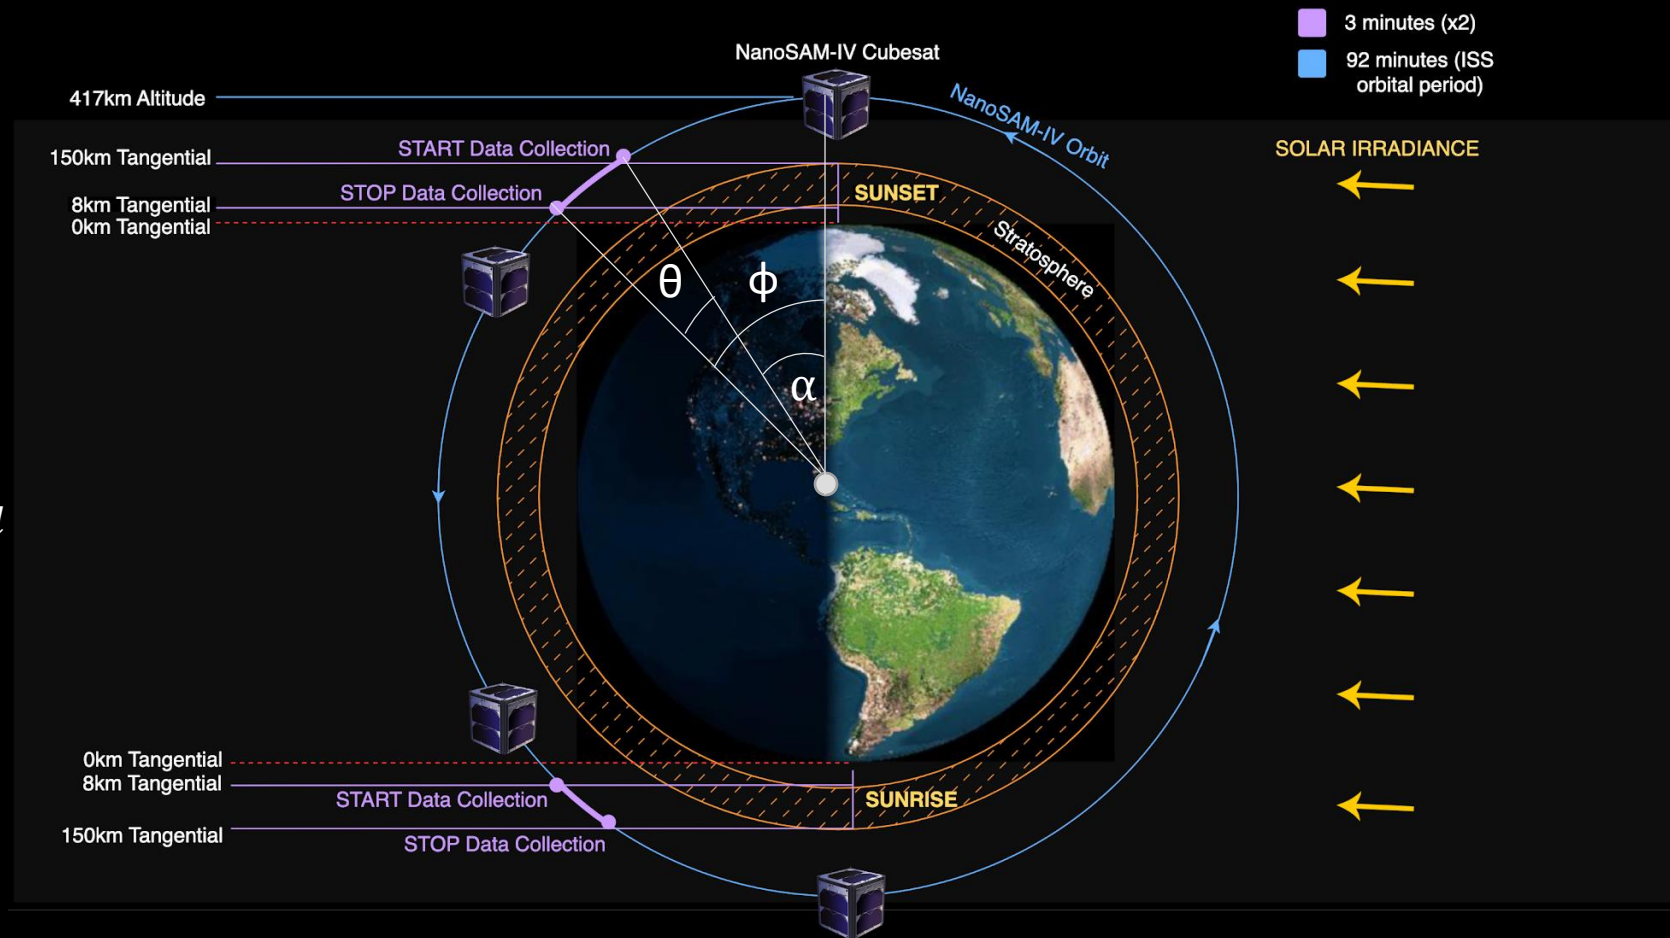 3 minutes (x2)
92 minutes (ISS
orbital period)
NanoSAM-IV Cubesat
417km Altitude
NanoSAM-IV Orbit
START Data Collection
SOLAR IRRADIANCE
150km Tangential
STOP Data Collection
SUNSET
8km Tangential
0km Tangential
Stratosphere
θ
ϕ
α
0km Tangential
8km Tangential
START Data Collection
SUNRISE
150km Tangential
STOP Data Collection